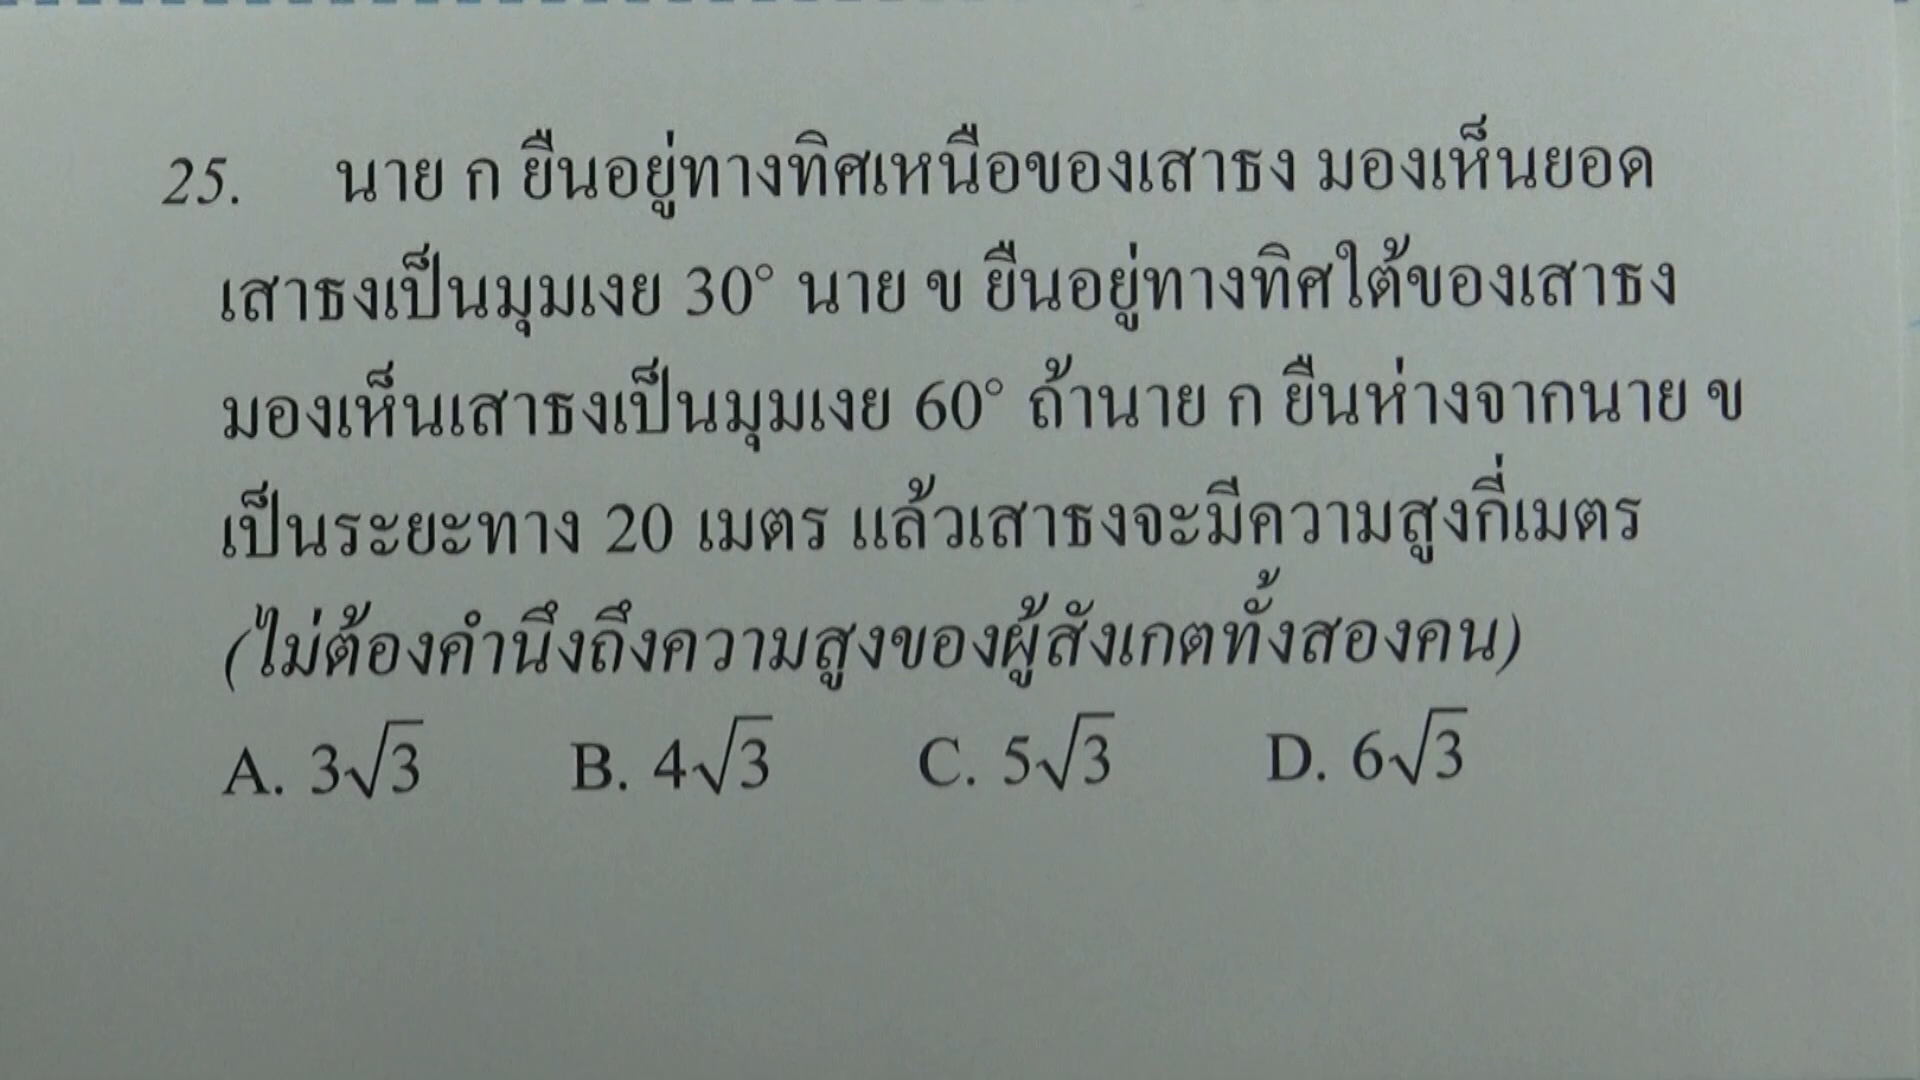 25. นาย ก ยืนอยู่ทางทิศเหนือของเสาธง มองเห็นยอด
เสาธงเป็นมุมเงย 30° นาย ข ยืนอยู่ทางทิศใต้ของเสาธง
มองเห็นเสาธงเป็นมุมเงย 60° ถ้านาย ก ยืนห่างจากนาย ข
เป็นระยะทาง 20 เมตร แล้วเสาธงจะมีความสูงกี่เมตร
(ไม่ต้องคำนึงถึงความสูงของผู้สังเกตทั้งสองคน)
A. 3√3 B. 4√3 C. 5√3 D. 6√3